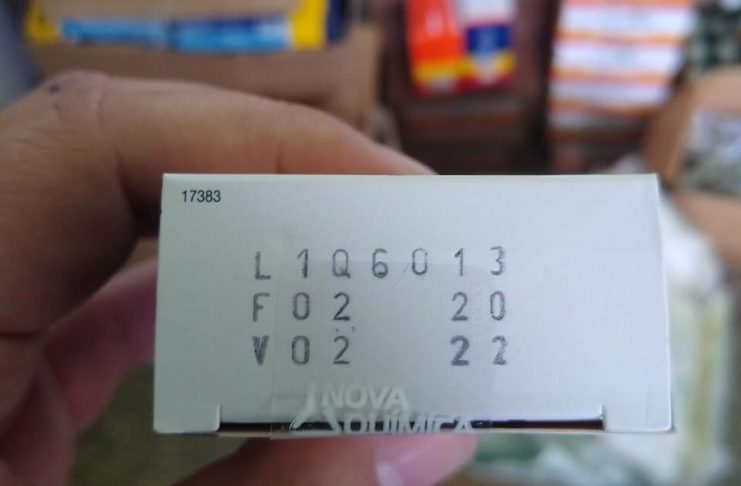 17383
L1Q6013
F02 20
V02 22
NOVA
QUÍMICA